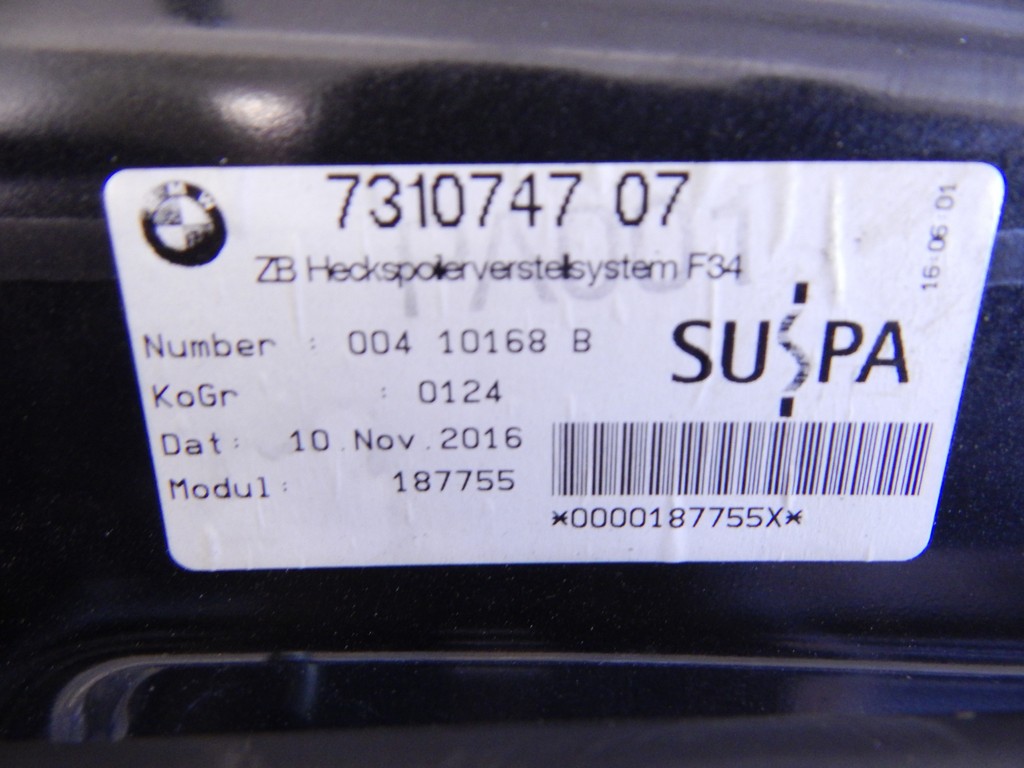 BMW
7310747 07
ZB Heckspoilerverstellsystem F34
16:06:01
Number : 004 10168 B
SUSPA
KoGr : 0124
Dat: 10.Nov.2016
Modul: 187755
*0000187755X*